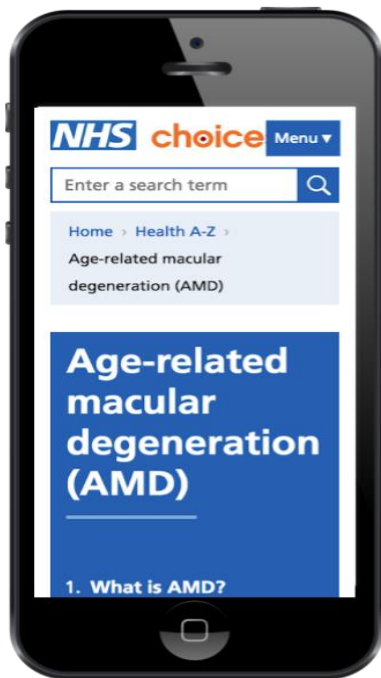 NHS choice Menu ▾
Enter a search term
Home › Health A-Z ›
Age-related macular
degeneration (AMD)
Age-related
macular
degeneration
(AMD)
1. What is AMD?